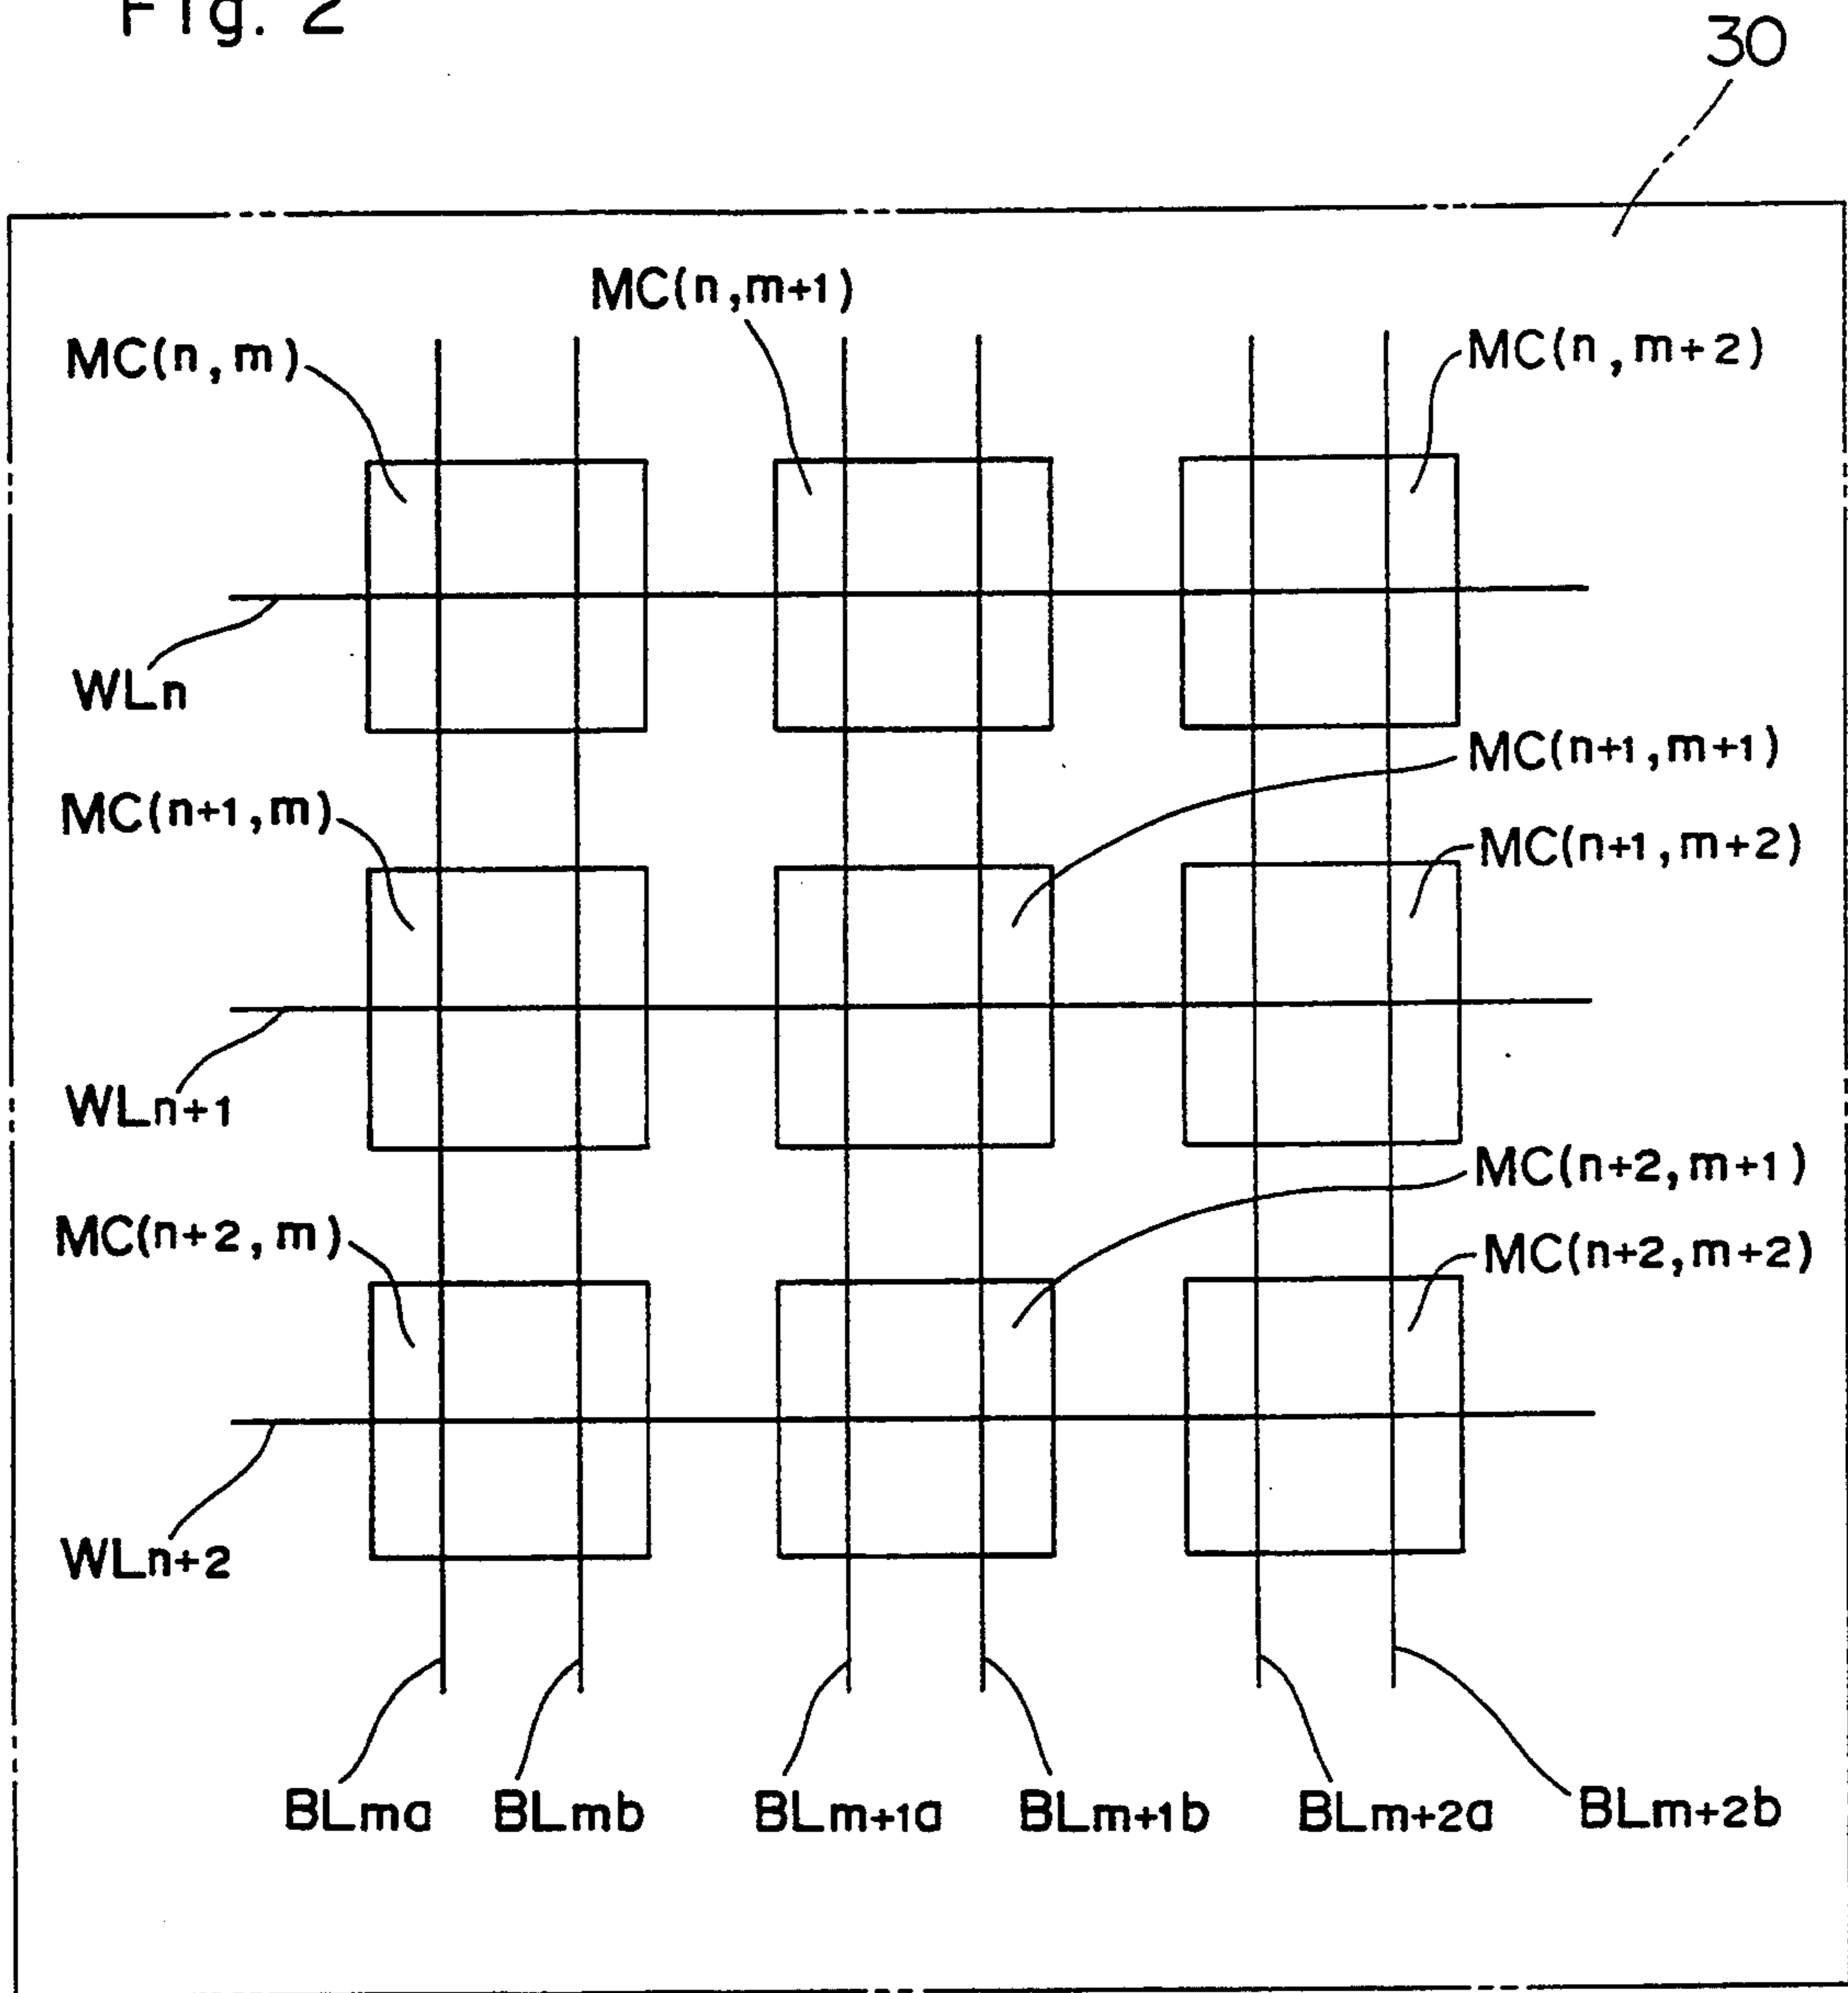 Fig. 2
30
MC(n,m+1)
MC(n,m)
MC(n,m+2)
WLn
MC(n+1,m+1)
MC(n+1,m)
MC(n+1,m+2)
WLn+1
MC(n+2,m+1)
MC(n+2,m)
MC(n+2,m+2)
WLn+2
BLma BLmb BLm+1a BLm+1b BLm+2a BLm+2b